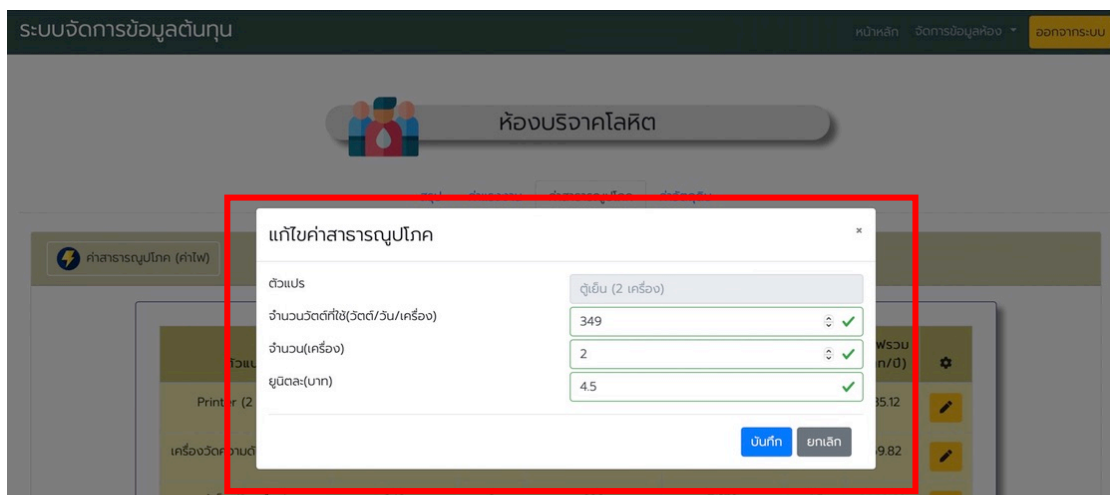 ระบบจัดการข้อมูลต้นทุน
หน้าหลัก จัดการข้อมูลห้อง ออกจากระบบ
ห้องบริจาคโลหิต
แก้ไขค่าสาธารณูปโภค ×
ค่าสาธารณูปโภค (ค่าไฟ)
ตัวแปร ตู้เย็น (2 เครื่อง)
จำนวนวัตต์ที่ใช้(วัตต์/วัน/เครื่อง) 349
จำนวน(เครื่อง) 2
ยูนิตละ(บาท) 4.5
Printer (2
บันทึก ยกเลิก